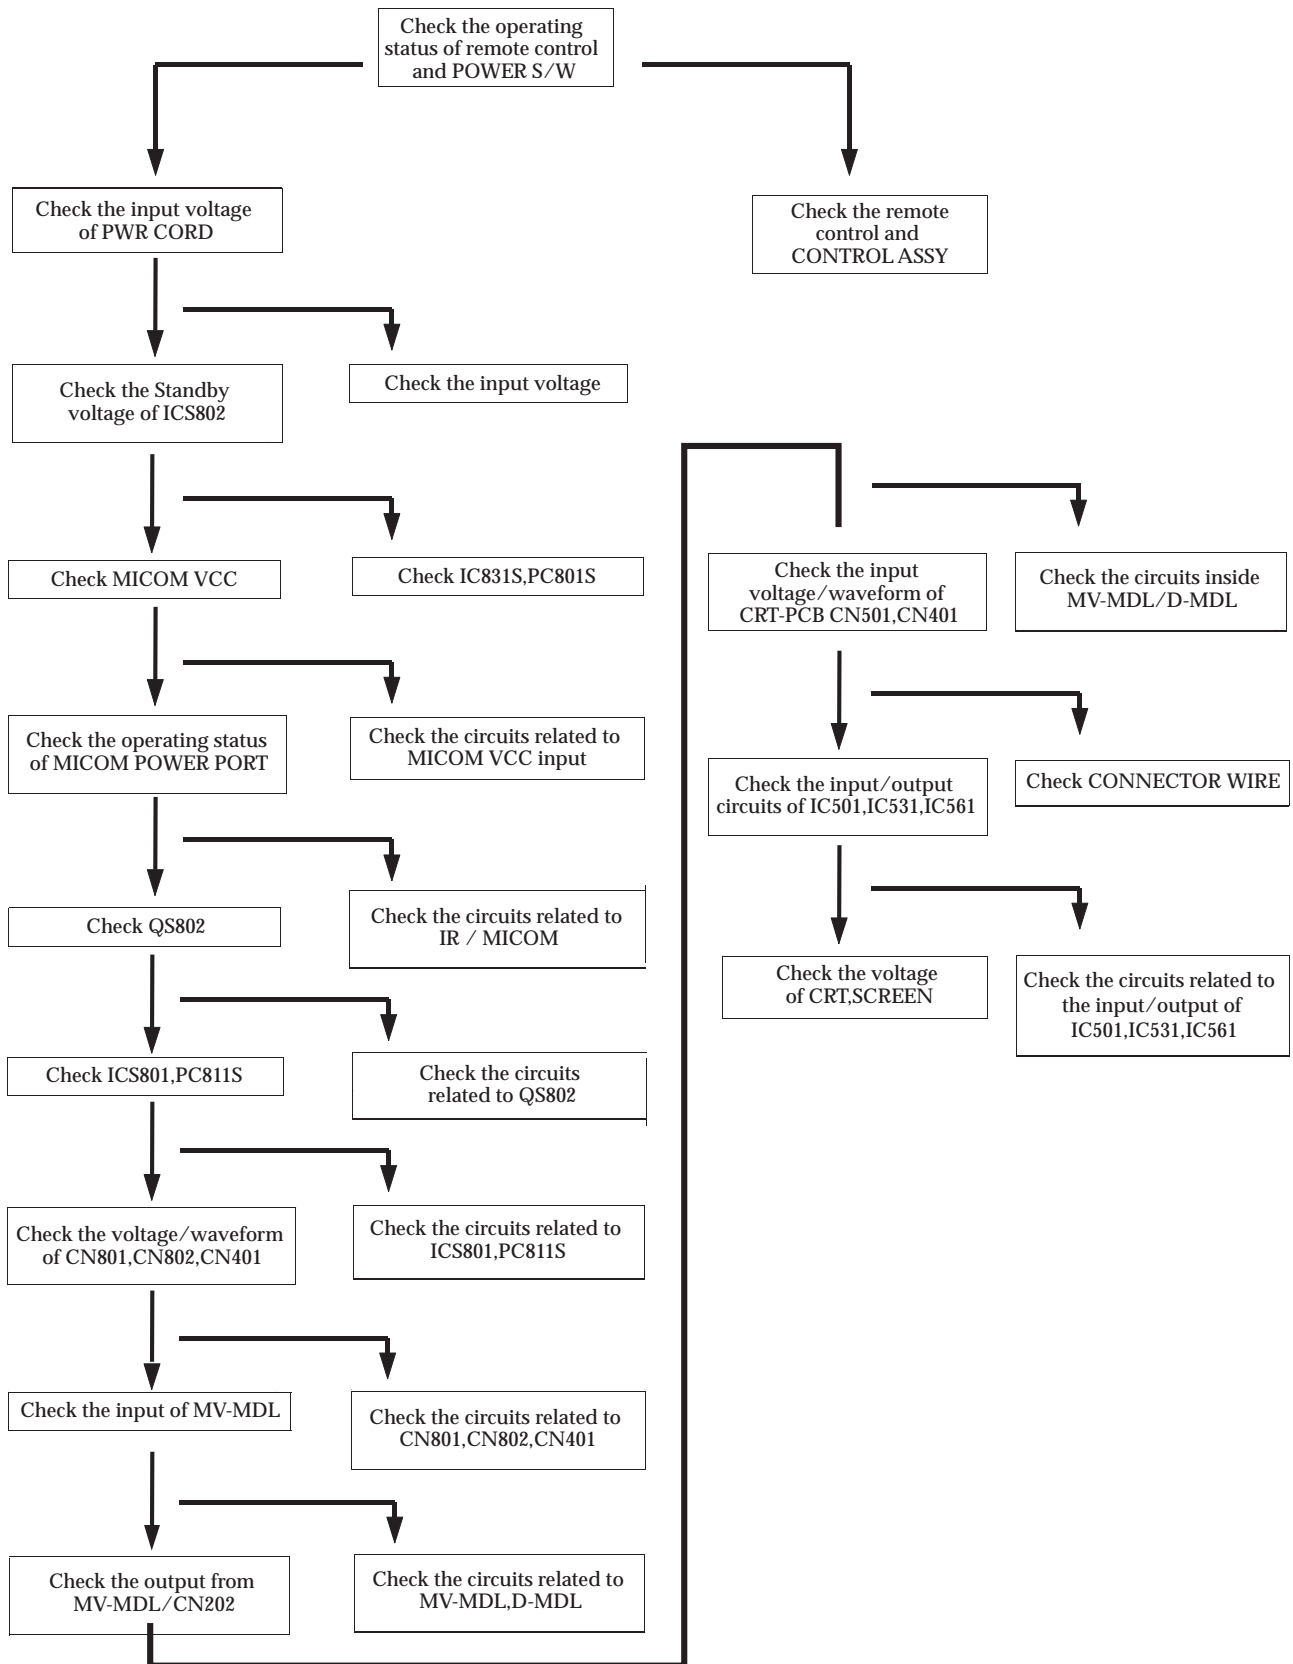 Check the operating
status of remote control
and POWER S/W
Check the input voltage
of PWR CORD
Check the remote
control and
CONTROL ASSY
Check the Standby
voltage of ICS802
Check the input voltage
Check MICOM VCC
Check IC831S,PC801S
Check the operating status
of MICOM POWER PORT
Check the circuits related to
MICOM VCC input
Check QS802
Check the circuits related to
IR / MICOM
Check ICS801,PC811S
Check the circuits
related to QS802
Check the voltage/waveform
of CN801,CN802,CN401
Check the circuits related to
ICS801,PC811S
Check the input of MV-MDL
Check the circuits related to
CN801,CN802,CN401
Check the output from
MV-MDL/CN202
Check the circuits related to
MV-MDL,D-MDL
Check the input
voltage/waveform of
CRT-PCB CN501,CN401
Check the circuits inside
MV-MDL/D-MDL
Check the input/output
circuits of IC501,IC531,IC561
Check CONNECTOR WIRE
Check the voltage
of CRT,SCREEN
Check the circuits related to
the input/output of
IC501,IC531,IC561